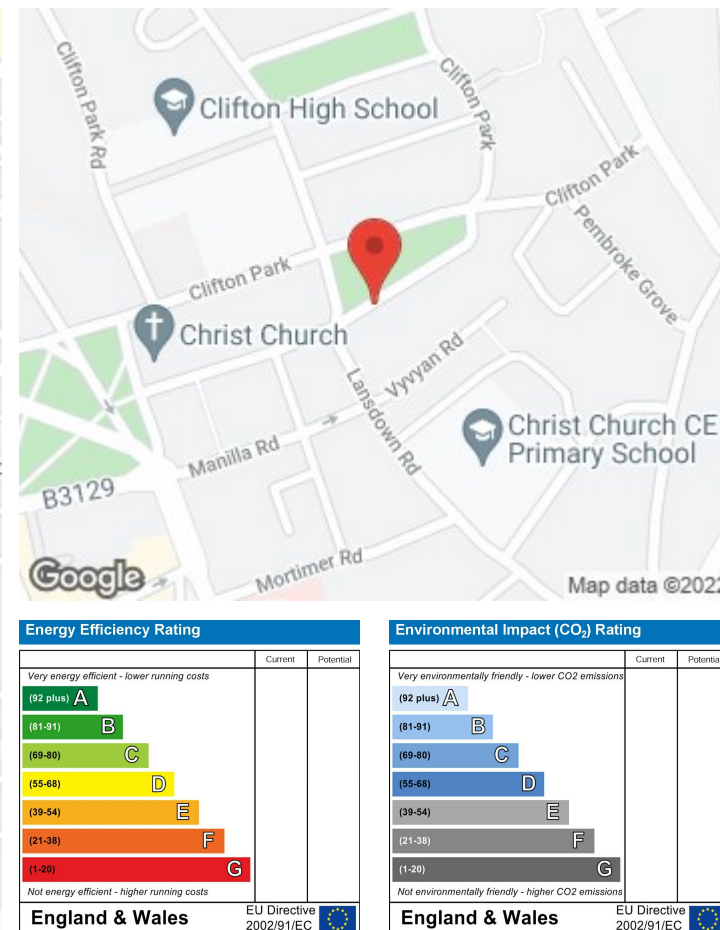 Clifton Park Rd
Clifton High School
Clifton Park
Clifton Park
Pembroke Grove
Clifton Park
Christ Church
Vyvyan Rd
Lansdown Rd
Christ Church CE
Primary School
Manilla Rd
B3129
Mortimer Rd
Google
Map data ©2022
Energy Efficiency Rating
Current Potential
Very energy efficient - lower running costs
(92 plus) A
(81-91) B
(69-80) C
(55-68) D
(39-54) E
(21-38) F
(1-20) G
Not energy efficient - higher running costs
England & Wales
EU Directive
2002/91/EC
Environmental Impact (CO₂) Rating
Current Potential
Very environmentally friendly - lower CO2 emissions
(92 plus) A
(81-91) B
(69-80) C
(55-68) D
(39-54) E
(21-38) F
(1-20) G
Not environmentally friendly - higher CO2 emissions
England & Wales
EU Directive
2002/91/EC